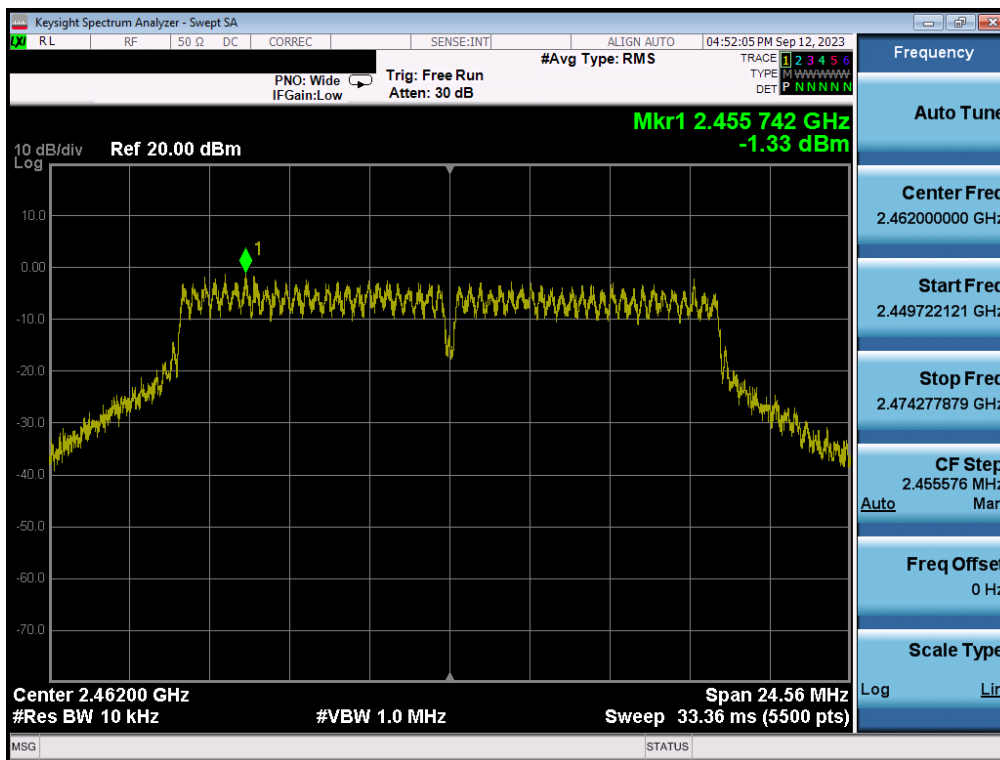 Keysight Spectrum Analyzer - Swept SA
LXI RL RF 50 Ω DC CORREC SENSE:INT ALIGN AUTO 04:52:05 PM Sep 12, 2023
#Avg Type: RMS
TRACE 1 2 3 4 5 6
PNO: Wide Trig: Free Run
TYPE M WWWWW
IFGain:Low Atten: 30 dB
DET P N N N N N
Mkr1 2.455 742 GHz
-1.33 dBm
10 dB/div Ref 20.00 dBm
Log
1
10.0
0.00
-10.0
-20.0
-30.0
-40.0
-50.0
-60.0
-70.0
Center 2.46200 GHz Span 24.56 MHz
#Res BW 10 kHz #VBW 1.0 MHz Sweep 33.36 ms (5500 pts)
MSG STATUS
Frequency
Auto Tune
Center Freq
2.462000000 GHz
Start Freq
2.449722121 GHz
Stop Freq
2.474277879 GHz
CF Step
2.455576 MHz
Auto Man
Freq Offset
0 Hz
Scale Type
Log Lin